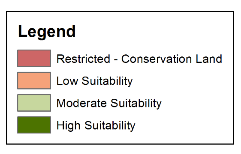 Legend
Restricted - Conservation Land
Low Suitability
Moderate Suitability
High Suitability